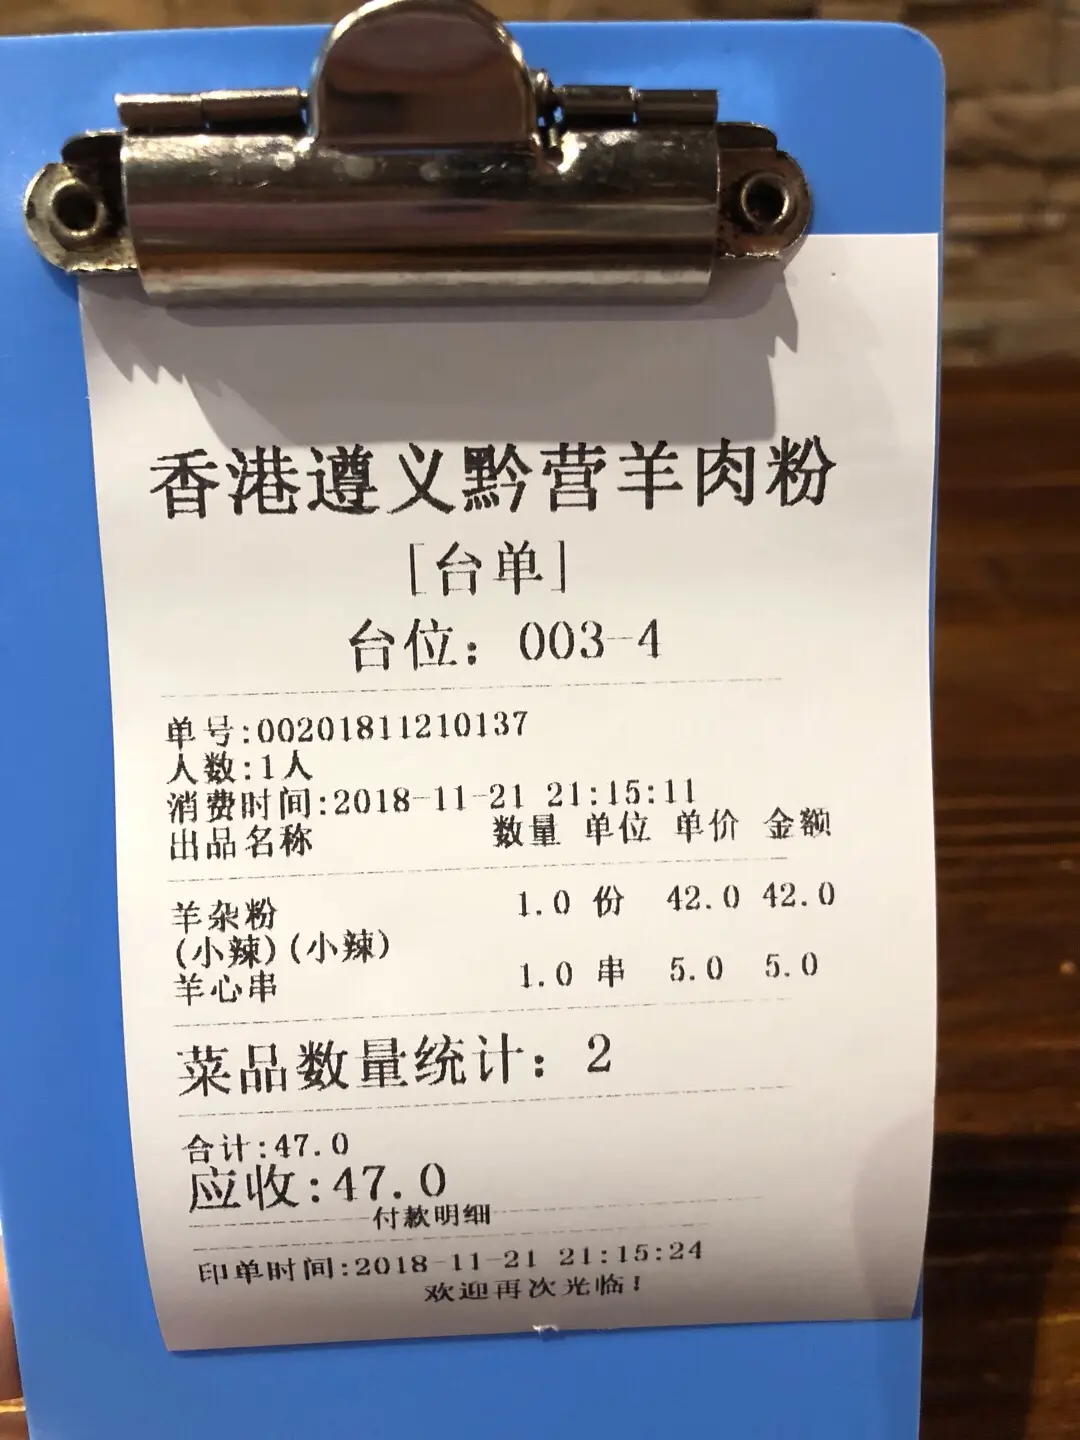 香港遵义黔营羊肉粉
[台单]
台位：003-4
单号:00201811210137
人数:1人
消费时间:2018-11-21 21:15:11
出品名称 数量 单位 单价 金额
羊杂粉 1.0 份 42.0 42.0
(小辣)(小辣)
羊心串 1.0 串 5.0 5.0
菜品数量统计：2
合计:47.0
应收:47.0
付款明细
印单时间:2018-11-21 21:15:24
欢迎再次光临!